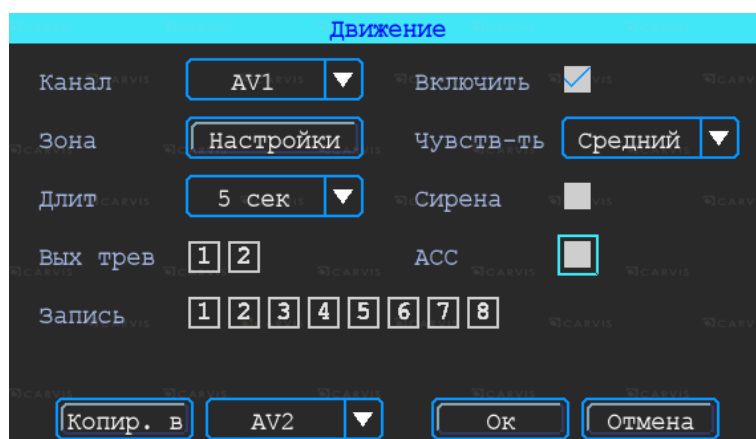 Движение
Канал AV1 Включить
Зона Настройки Чувств-ть Средний
Длит 5 сек Сирена
Вых трев 1 2 ACC
Запись 1 2 3 4 5 6 7 8
Копир. в AV2 Ок Отмена